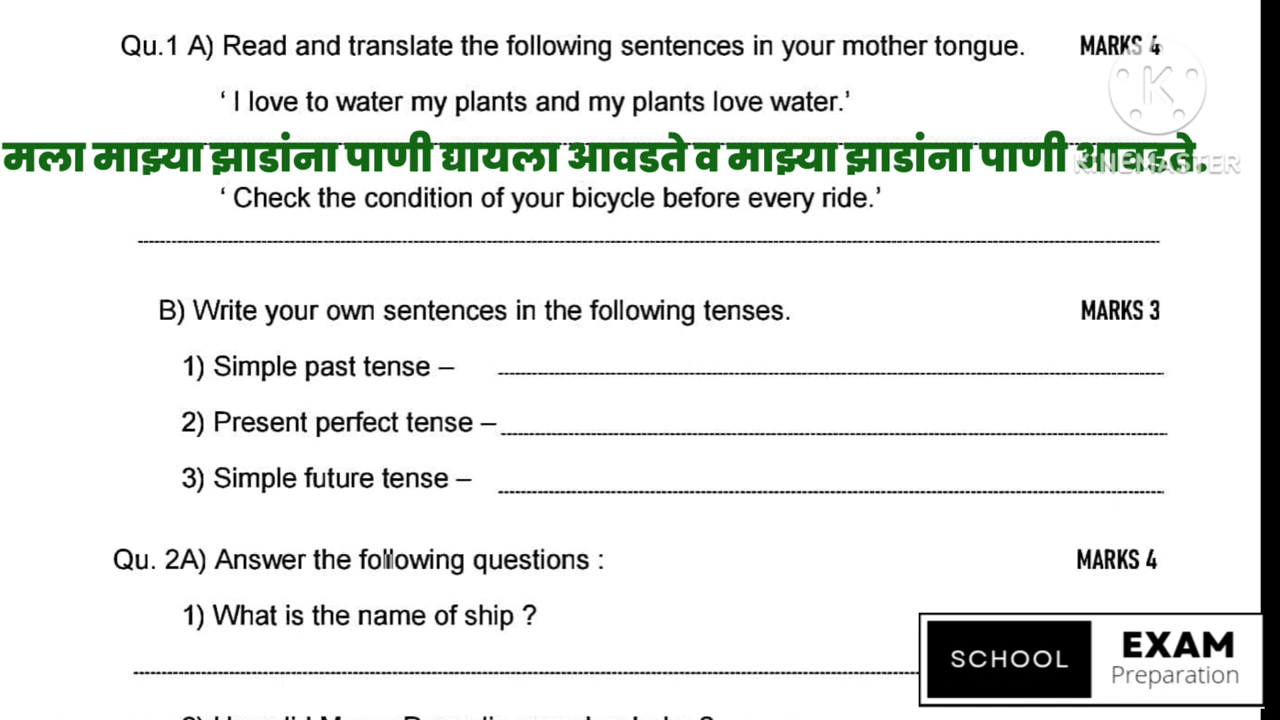 Qu.1 A) Read and translate the following sentences in your mother tongue. MARKS 4
‘ I love to water my plants and my plants love water.’
मला माझ्या झाडांना पाणी द्यायला आवडते व माझ्या झाडांना पाणी आवडते.
KINEMASTER
‘ Check the condition of your bicycle before every ride.’
B) Write your own sentences in the following tenses. MARKS 3
1) Simple past tense –
2) Present perfect tense –
3) Simple future tense –
Qu. 2A) Answer the following questions : MARKS 4
1) What is the name of ship ?
SCHOOL EXAM
Preparation